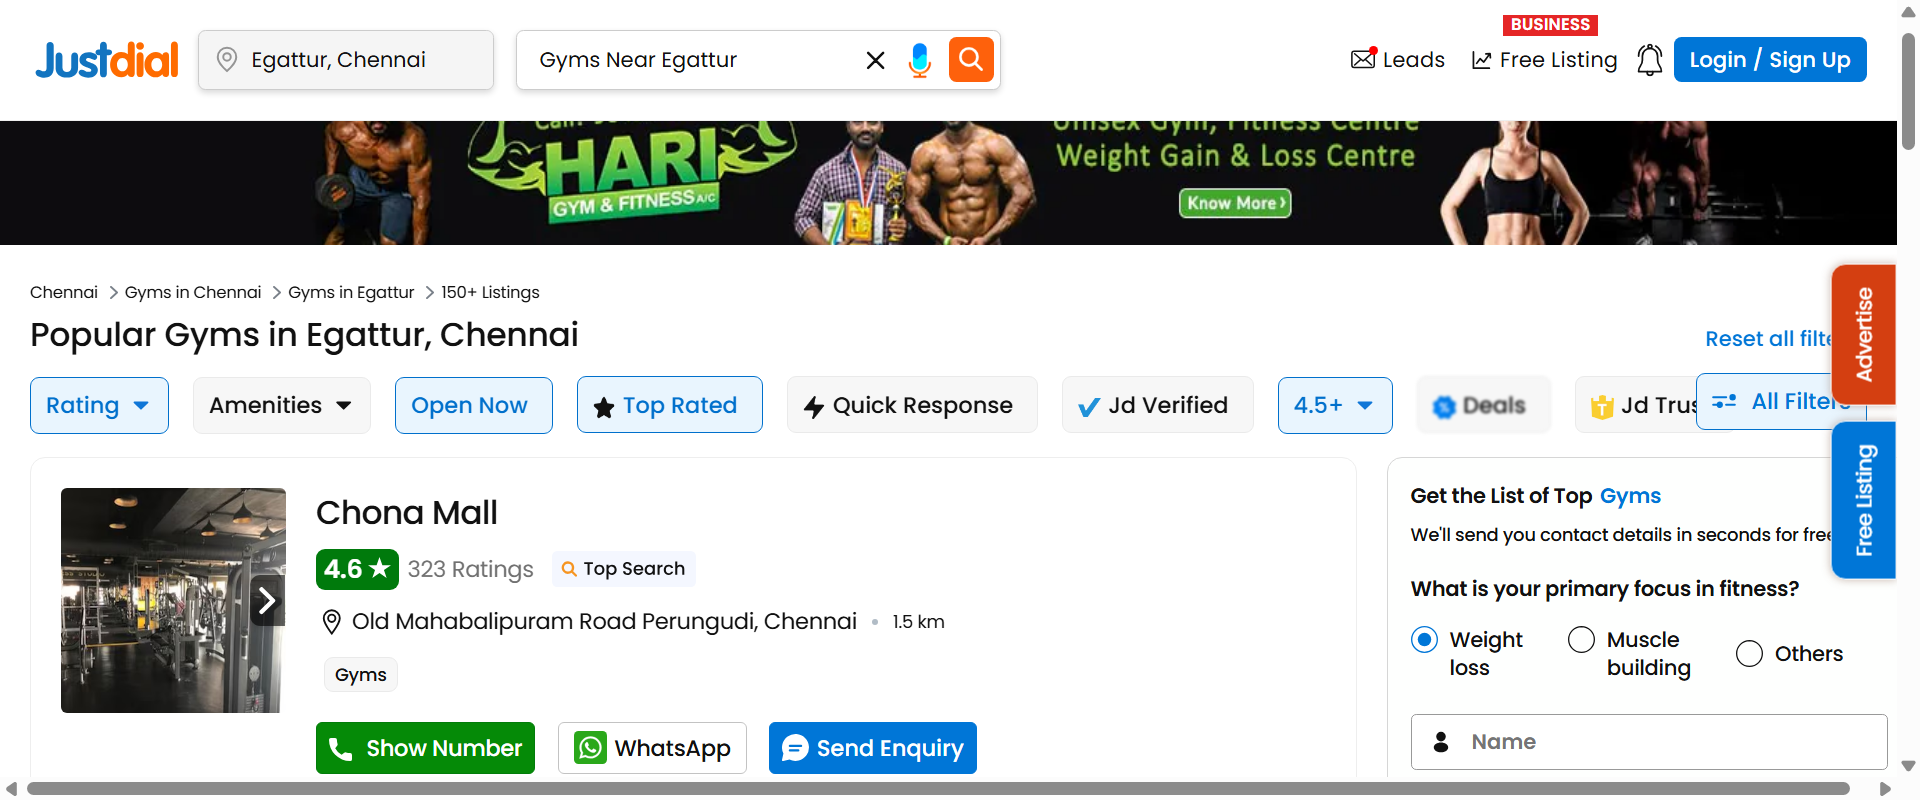 Justdial
Egattur, Chennai
Gyms Near Egattur
Leads
BUSINESS
Free Listing
Login / Sign Up
HARI
GYM & FITNESS A/C
Unisex Gym, Fitness Centre
Weight Gain & Loss Centre
Know More ›
Chennai > Gyms in Chennai > Gyms in Egattur > 150+ Listings
Popular Gyms in Egattur, Chennai
Reset all filte
Advertise
Rating
Amenities
Open Now
Top Rated
Quick Response
Jd Verified
4.5+
Deals
Jd Trus
All Filters
Free Listing
Chona Mall
4.6 ★ 323 Ratings
Top Search
Old Mahabalipuram Road Perungudi, Chennai • 1.5 km
Gyms
Show Number
WhatsApp
Send Enquiry
Get the List of Top Gyms
We'll send you contact details in seconds for free
What is your primary focus in fitness?
Weight loss
Muscle building
Others
Name